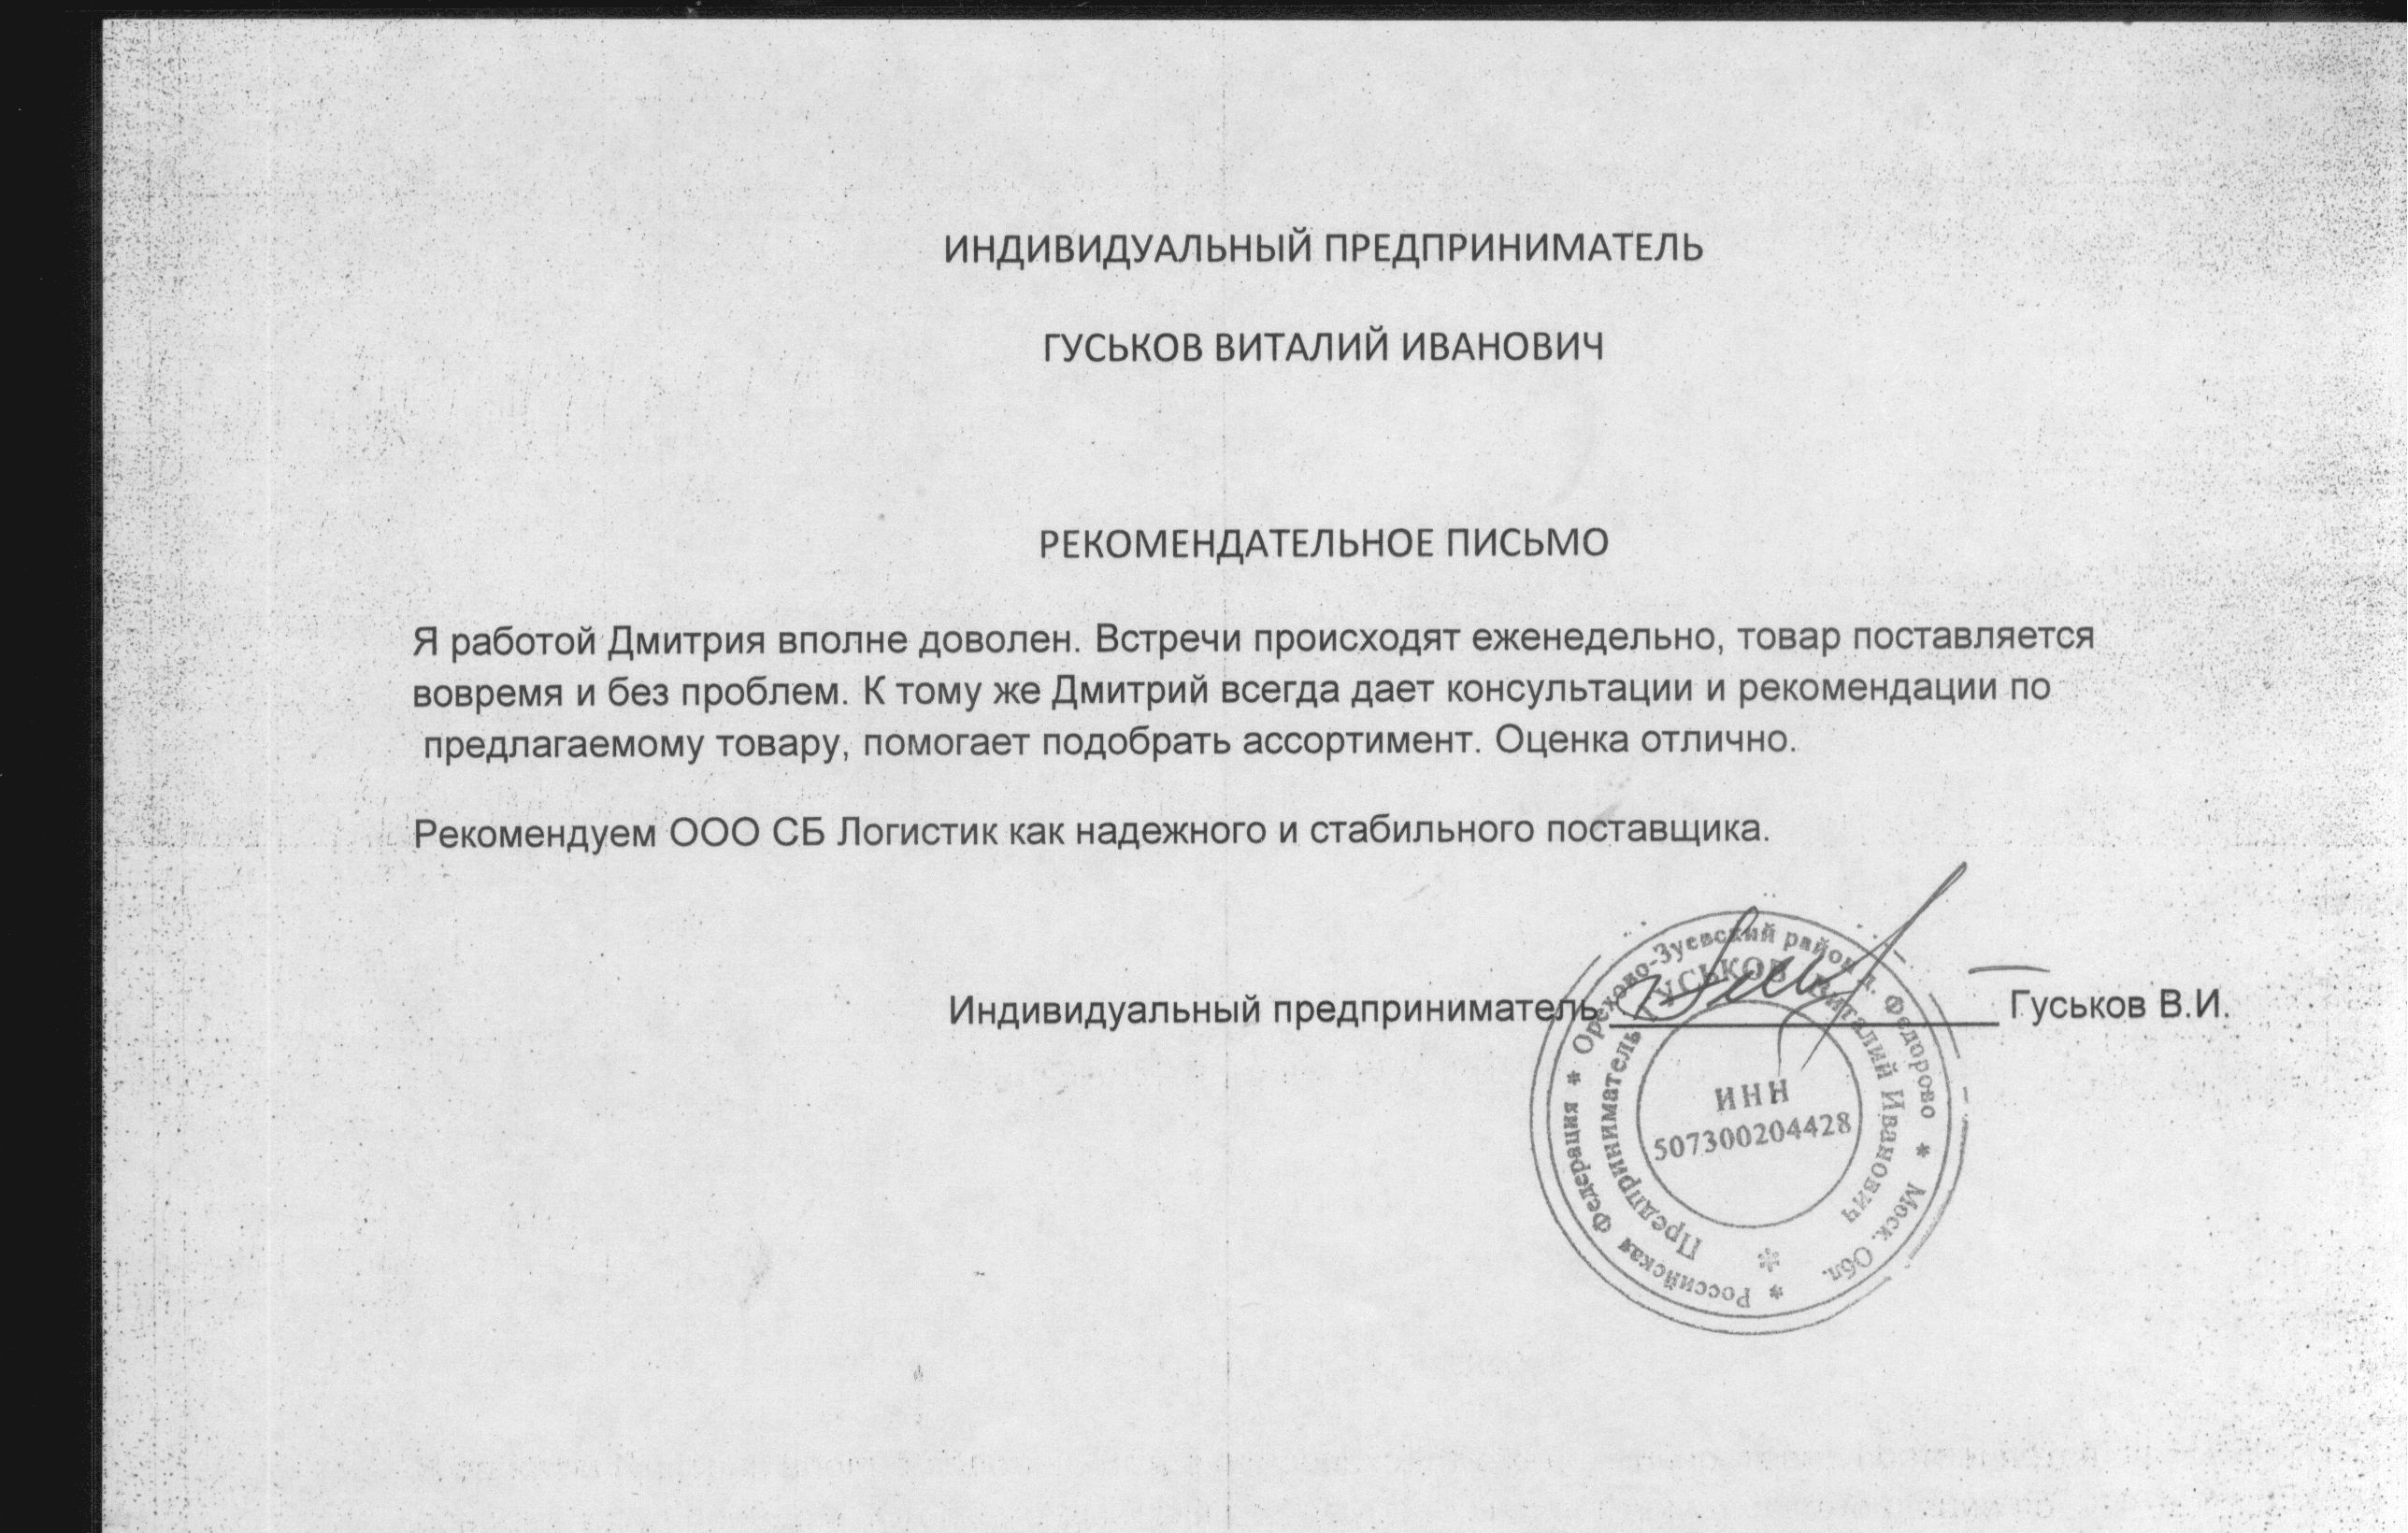 ИНДИВИДУАЛЬНЫЙ ПРЕДПРИНИМАТЕЛЬ
ГУСЬКОВ ВИТАЛИЙ ИВАНОВИЧ
РЕКОМЕНДАТЕЛЬНОЕ ПИСЬМО
Я работой Дмитрия вполне доволен. Встречи происходят еженедельно, товар поставляется
вовремя и без проблем. К тому же Дмитрий всегда дает консультации и рекомендации по
предлагаемому товару, помогает подобрать ассортимент. Оценка отлично.
Рекомендуем ООО СБ Логистик как надежного и стабильного поставщика.
Индивидуальный предприниматель Гуськов В.И.
Российская Федерация * Орехово-Зуевский район д. Федорово * Моск. Обл. *
Предприниматель ГУСЬКОВ Виталий Иванович *
ИНН
507300204428